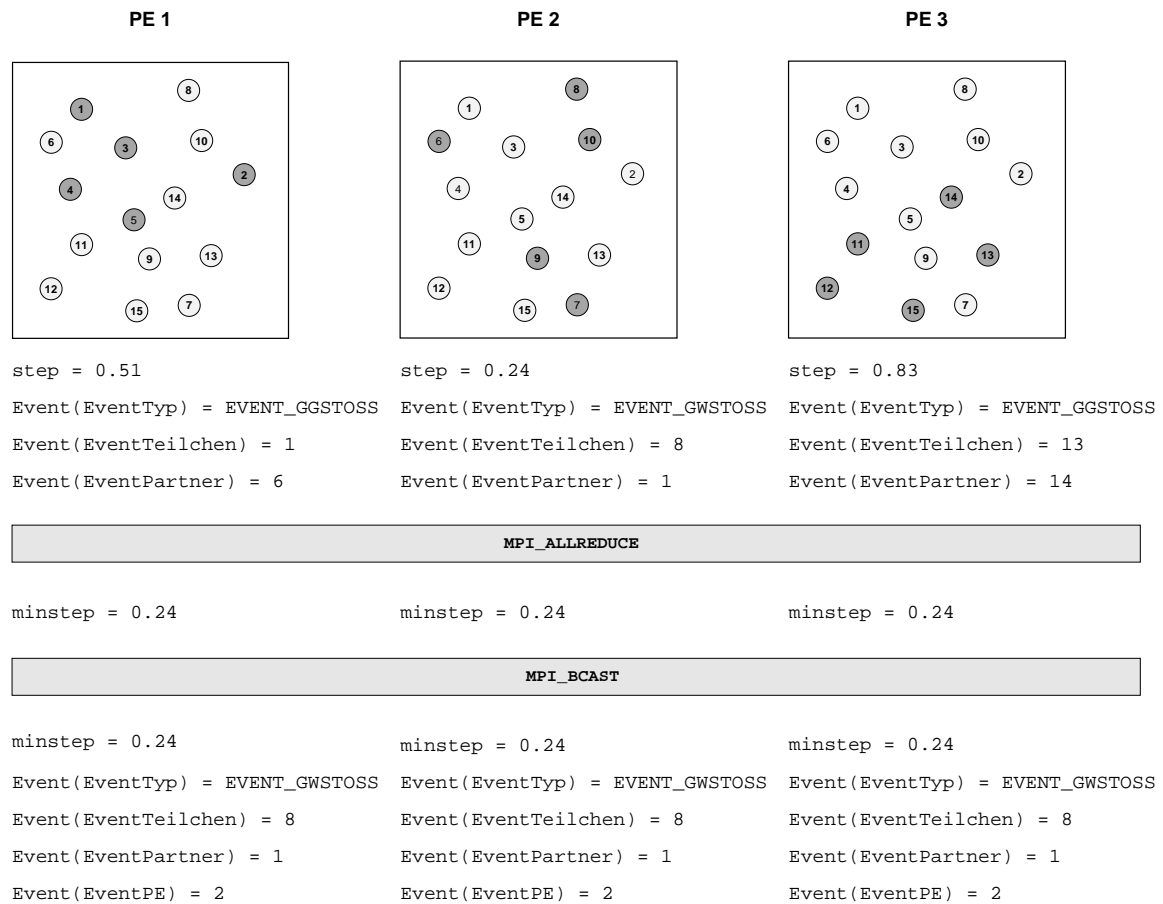 PE 1 PE 2 PE 3
8 8 8
1 1 1
6 3 10 6 3 10 6 3 10
2 2 2
4 14 4 14 4 14
5 5 5
11 9 13 11 9 13 11 9 13
12 12 12
15 7 15 7 15 7
step = 0.51 step = 0.24 step = 0.83
Event(EventTyp) = EVENT_GGSTOSS Event(EventTyp) = EVENT_GWSTOSS Event(EventTyp) = EVENT_GGSTOSS
Event(EventTeilchen) = 1 Event(EventTeilchen) = 8 Event(EventTeilchen) = 13
Event(EventPartner) = 6 Event(EventPartner) = 1 Event(EventPartner) = 14
MPI_ALLREDUCE
minstep = 0.24 minstep = 0.24 minstep = 0.24
MPI_BCAST
minstep = 0.24 minstep = 0.24 minstep = 0.24
Event(EventTyp) = EVENT_GWSTOSS Event(EventTyp) = EVENT_GWSTOSS Event(EventTyp) = EVENT_GWSTOSS
Event(EventTeilchen) = 8 Event(EventTeilchen) = 8 Event(EventTeilchen) = 8
Event(EventPartner) = 1 Event(EventPartner) = 1 Event(EventPartner) = 1
Event(EventPE) = 2 Event(EventPE) = 2 Event(EventPE) = 2